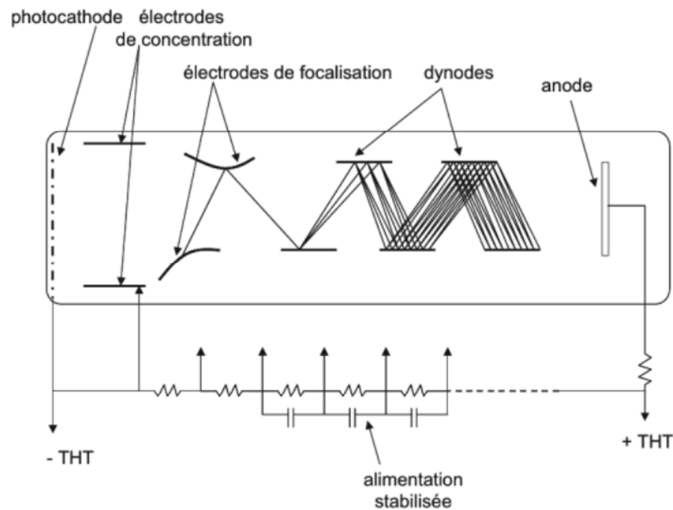 photocathode
électrodes
de concentration
électrodes de focalisation
dynodes
anode
- THT
+ THT
alimentation
stabilisée